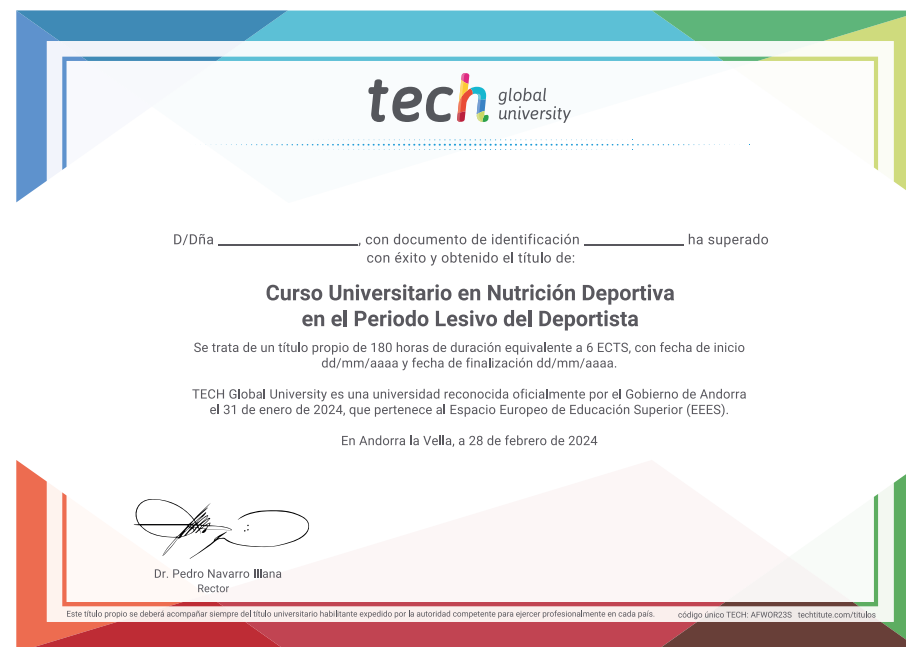 tech global university
D/Dña ____________________, con documento de identificación ______________ ha superado
con éxito y obtenido el título de:
Curso Universitario en Nutrición Deportiva
en el Periodo Lesivo del Deportista
Se trata de un título propio de 180 horas de duración equivalente a 6 ECTS, con fecha de inicio
dd/mm/aaaa y fecha de finalización dd/mm/aaaa.
TECH Global University es una universidad reconocida oficialmente por el Gobierno de Andorra
el 31 de enero de 2024, que pertenece al Espacio Europeo de Educación Superior (EEES).
En Andorra la Vella, a 28 de febrero de 2024
Dr. Pedro Navarro Illana
Rector
Este título propio se deberá acompañar siempre del título universitario habilitante expedido por la autoridad competente para ejercer profesionalmente en cada país. código único TECH: AFWOR23S techtitute.com/titulos